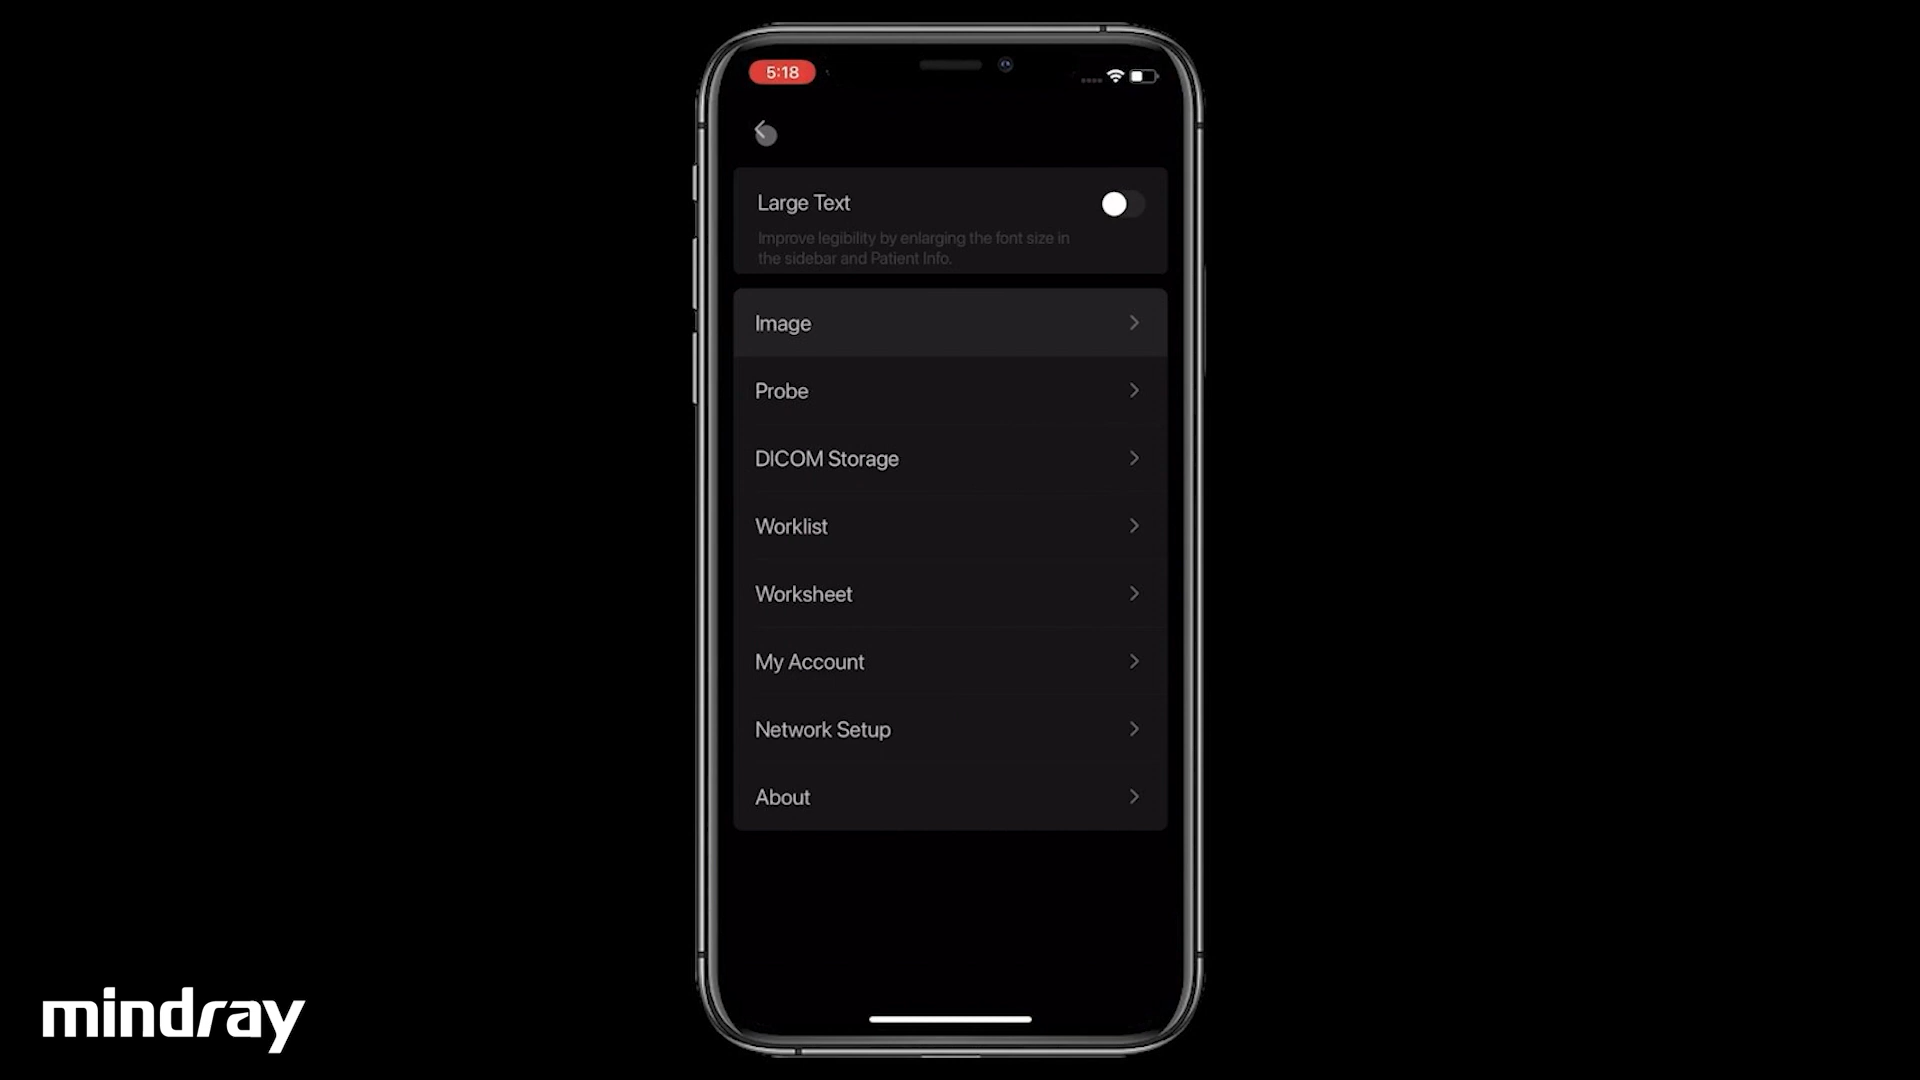 5:18
Large Text
Improve legibility by enlarging the font size in
the sidebar and Patient Info.
Image
Probe
DICOM Storage
Worklist
Worksheet
My Account
Network Setup
About
mindray